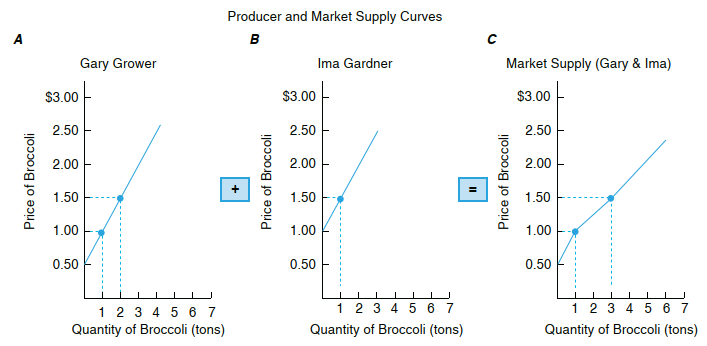 Producer and Market Supply Curves
A
Gary Grower
Price of Broccoli
$3.00
2.50
2.00
1.50
1.00
0.50
1 2 3 4 5 6 7
Quantity of Broccoli (tons)
+
B
Ima Gardner
Price of Broccoli
$3.00
2.50
2.00
1.50
1.00
0.50
1 2 3 4 5 6 7
Quantity of Broccoli (tons)
=
C
Market Supply (Gary & Ima)
Price of Broccoli
$3.00
2.50
2.00
1.50
1.00
0.50
1 2 3 4 5 6 7
Quantity of Broccoli (tons)